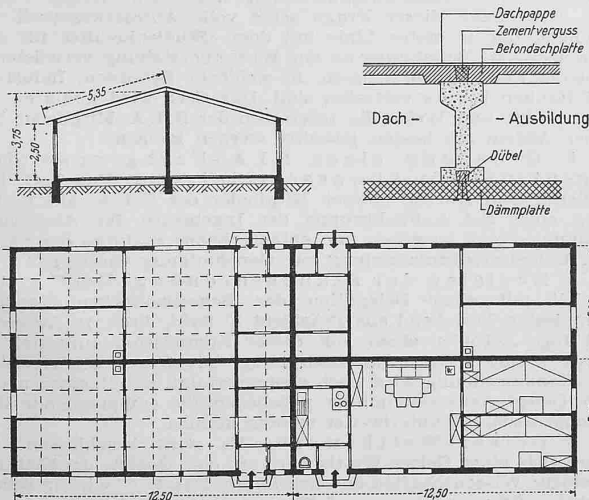 Dachpappe
Zementverguss
Betondachplatte
5,35
3,75
2,50
Dach - - Ausbildung
Dübel
Dämmplatte
12,50
12,50